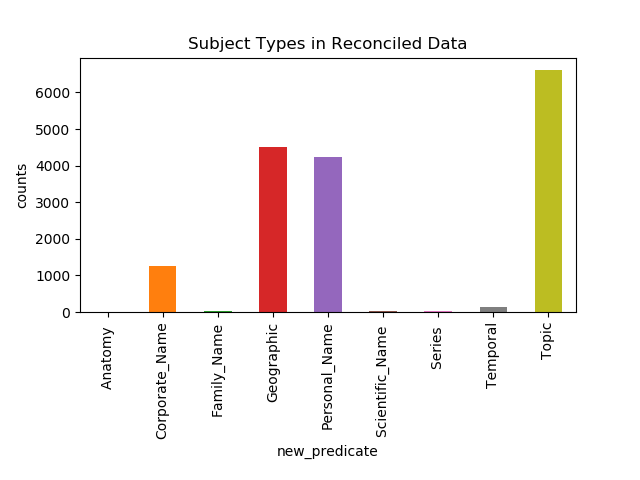 Subject Types in Reconciled Data
counts
6000
5000
4000
3000
2000
1000
0
Anatomy
Corporate_Name
Family_Name
Geographic
Personal_Name
Scientific_Name
Series
Temporal
Topic
new_predicate